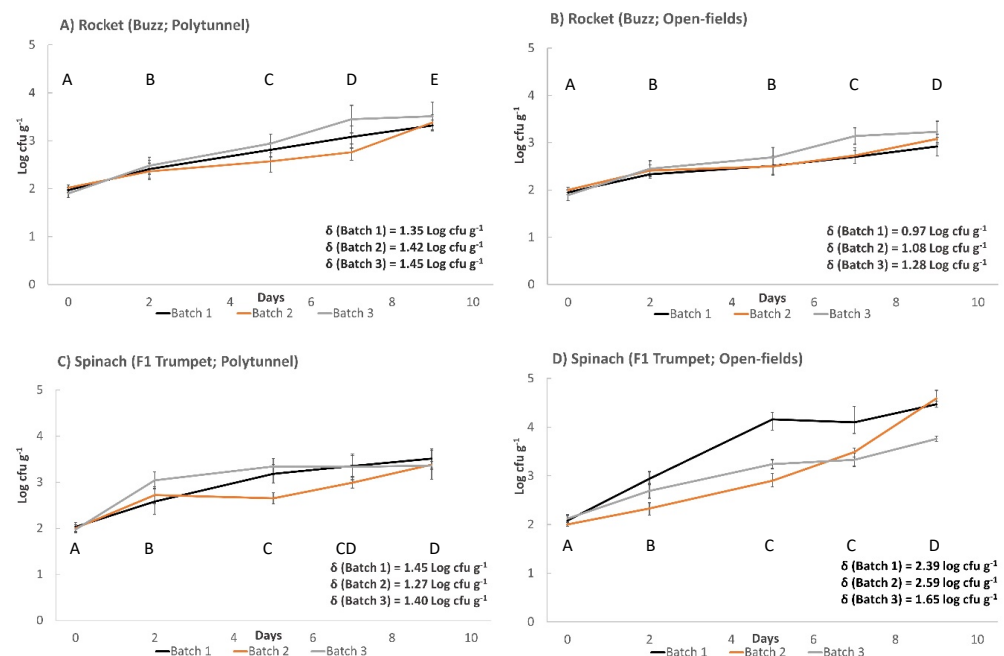 A) Rocket (Buzz; Polytunnel)
5
4
3
2
1
0
Log cfu g-1
A B C D E
δ (Batch 1) = 1.35 Log cfu g-1
δ (Batch 2) = 1.42 Log cfu g-1
δ (Batch 3) = 1.45 Log cfu g-1
0 2 4 6 8 10
Days
Batch 1 Batch 2 Batch 3
B) Rocket (Buzz; Open-fields)
5
4
3
2
1
0
Log cfu g-1
A B B C D
δ (Batch 1) = 0.97 Log cfu g-1
δ (Batch 2) = 1.08 Log cfu g-1
δ (Batch 3) = 1.28 Log cfu g-1
0 2 4 6 8 10
Days
Batch 1 Batch 2 Batch 3
C) Spinach (F1 Trumpet; Polytunnel)
5
4
3
2
1
0
Log cfu g-1
A B C CD D
δ (Batch 1) = 1.45 Log cfu g-1
δ (Batch 2) = 1.27 Log cfu g-1
δ (Batch 3) = 1.40 Log cfu g-1
0 2 4 6 8 10
Days
Batch 1 Batch 2 Batch 3
D) Spinach (F1 Trumpet; Open-fields)
5
4
3
2
1
0
Log cfu g-1
A B C C D
δ (Batch 1) = 2.39 log cfu g-1
δ (Batch 2) = 2.59 log cfu g-1
δ (Batch 3) = 1.65 log cfu g-1
0 2 4 6 8 10
Days
Batch 1 Batch 2 Batch 3